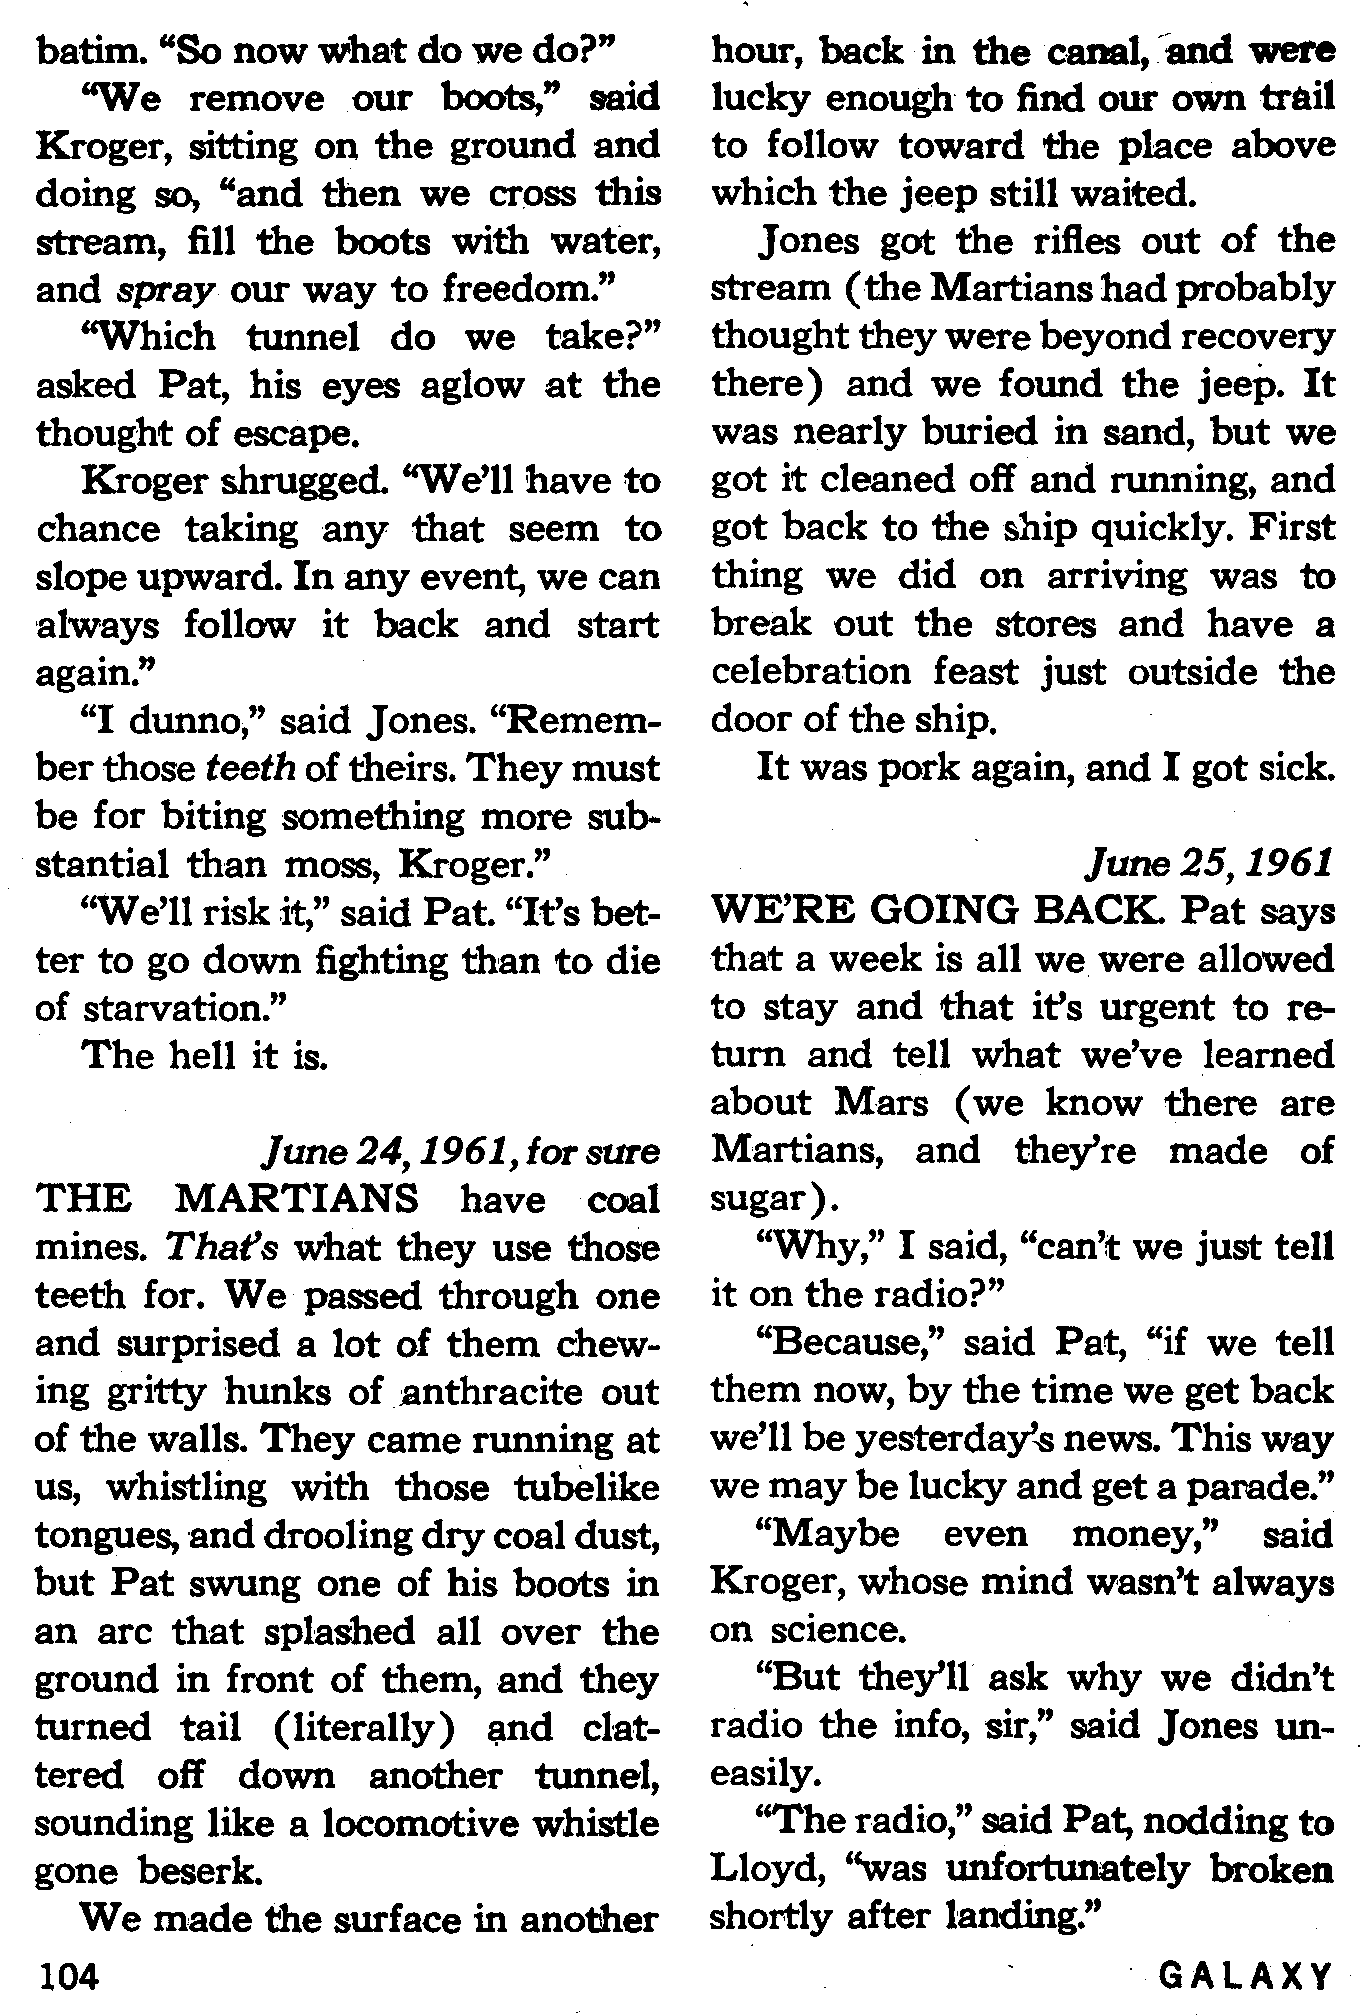 batim. “So now what do we do?”
“We remove our boots,” said
Kroger, sitting on the ground and
doing so, “and then we cross this
stream, fill the boots with water,
and spray our way to freedom.”
“Which tunnel do we take?”
asked Pat, his eyes aglow at the
thought of escape.
Kroger shrugged. “We’ll have to
chance taking any that seem to
slope upward. In any event, we can
always follow it back and start
again.”
“I dunno,” said Jones. “Remem-
ber those teeth of theirs. They must
be for biting something more sub-
stantial than moss, Kroger.”
“We’ll risk it,” said Pat. “It’s bet-
ter to go down fighting than to die
of starvation.”
The hell it is.
June 24, 1961, for sure
THE MARTIANS have coal
mines. That’s what they use those
teeth for. We passed through one
and surprised a lot of them chew-
ing gritty hunks of anthracite out
of the walls. They came running at
us, whistling with those tubelike
tongues, and drooling dry coal dust,
but Pat swung one of his boots in
an arc that splashed all over the
ground in front of them, and they
turned tail (literally) and clat-
tered off down another tunnel,
sounding like a locomotive whistle
gone beserk.
We made the surface in another
hour, back in the canal, and were
lucky enough to find our own trail
to follow toward the place above
which the jeep still waited.
Jones got the rifles out of the
stream (the Martians had probably
thought they were beyond recovery
there) and we found the jeep. It
was nearly buried in sand, but we
got it cleaned off and running, and
got back to the ship quickly. First
thing we did on arriving was to
break out the stores and have a
celebration feast just outside the
door of the ship.
It was pork again, and I got sick.
June 25, 1961
WE’RE GOING BACK. Pat says
that a week is all we were allowed
to stay and that it’s urgent to re-
turn and tell what we’ve learned
about Mars (we know there are
Martians, and they’re made of
sugar).
“Why,” I said, “can’t we just tell
it on the radio?”
“Because,” said Pat, “if we tell
them now, by the time we get back
we’ll be yesterday’s news. This way
we may be lucky and get a parade.”
“Maybe even money,” said
Kroger, whose mind wasn’t always
on science.
“But they’ll ask why we didn’t
radio the info, sir,” said Jones un-
easily.
“The radio,” said Pat, nodding to
Lloyd, “was unfortunately broken
shortly after landing.”
104
GALAXY